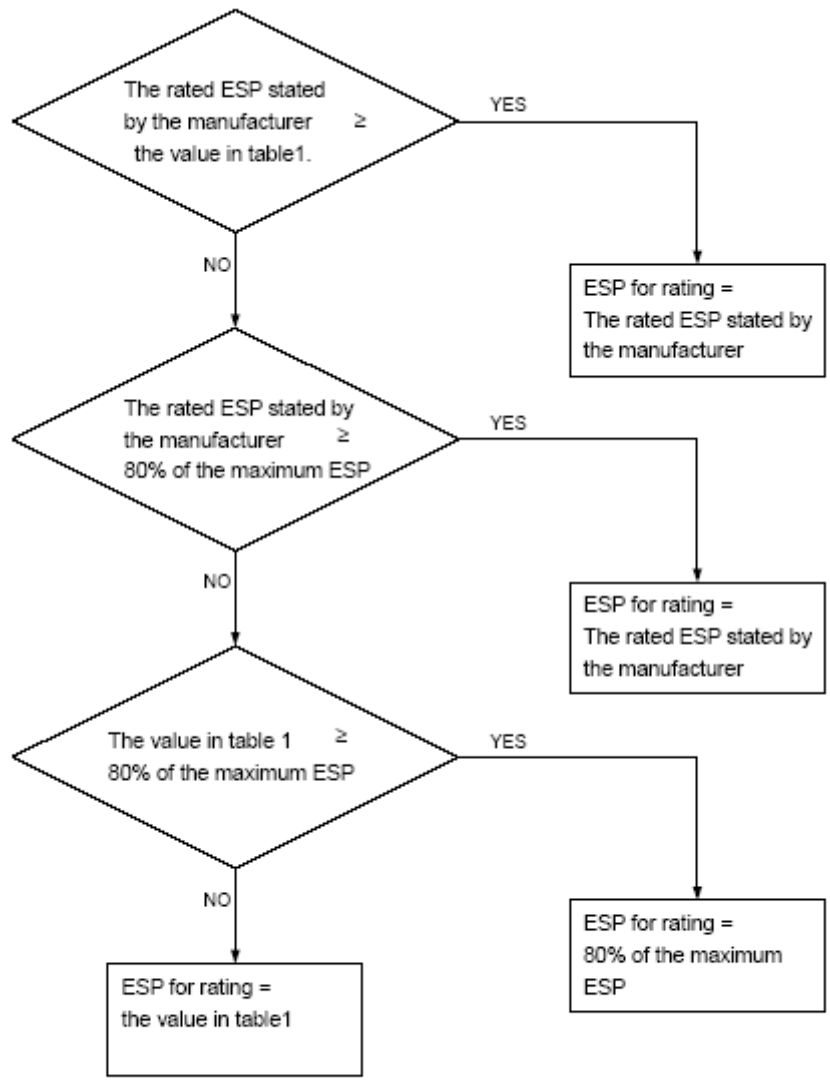 The rated ESP stated
by the manufacturer ≥
the value in table1.
YES
NO
ESP for rating =
The rated ESP stated by
the manufacturer
The rated ESP stated by
the manufacturer ≥
80% of the maximum ESP
YES
NO
ESP for rating =
The rated ESP stated by
the manufacturer
The value in table 1 ≥
80% of the maximum ESP
YES
NO
ESP for rating =
80% of the maximum
ESP
ESP for rating =
the value in table1